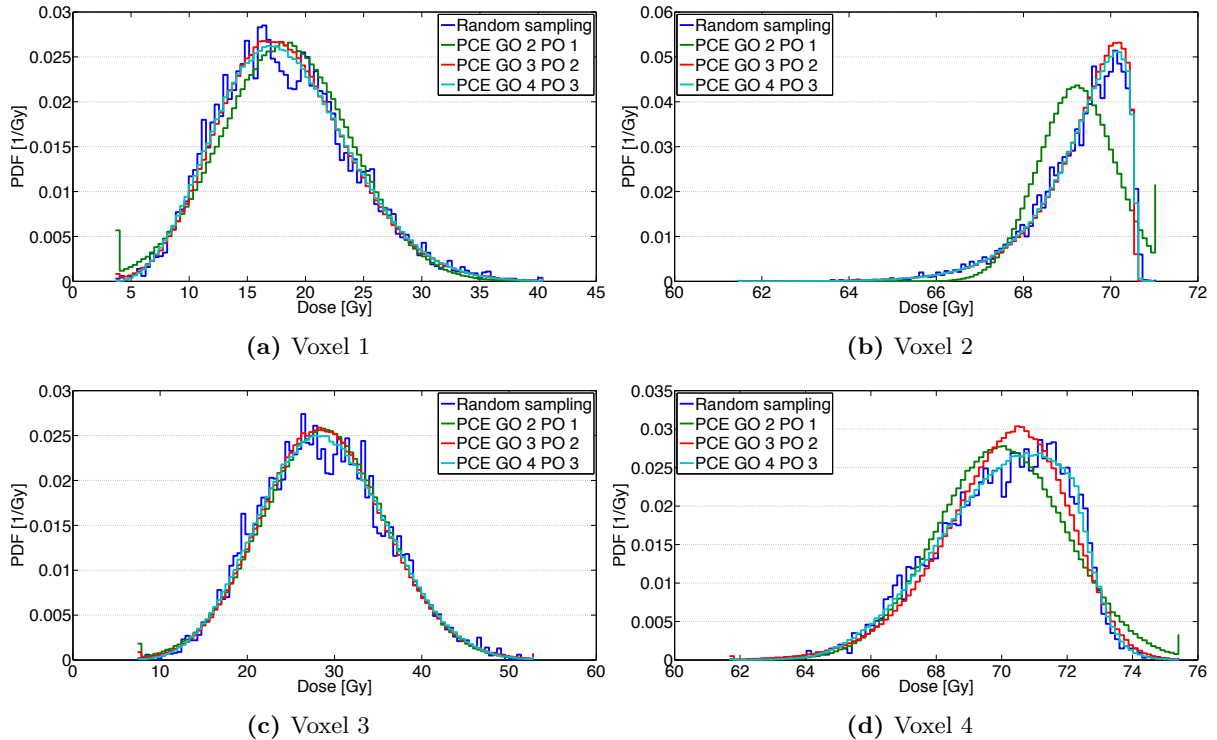 0.03
0.025
0.02
0.015
0.01
0.005
0
PDF [1/Gy]
0 5 10 15 20 25 30 35 40 45
Dose [Gy]
Random sampling
PCE GO 2 PO 1
PCE GO 3 PO 2
PCE GO 4 PO 3
(a) Voxel 1
0.06
0.05
0.04
0.03
0.02
0.01
0
PDF [1/Gy]
60 62 64 66 68 70 72
Dose [Gy]
Random sampling
PCE GO 2 PO 1
PCE GO 3 PO 2
PCE GO 4 PO 3
(b) Voxel 2
0.03
0.025
0.02
0.015
0.01
0.005
0
PDF [1/Gy]
0 10 20 30 40 50 60
Dose [Gy]
Random sampling
PCE GO 2 PO 1
PCE GO 3 PO 2
PCE GO 4 PO 3
(c) Voxel 3
0.035
0.03
0.025
0.02
0.015
0.01
0.005
0
PDF [1/Gy]
60 62 64 66 68 70 72 74 76
Dose [Gy]
Random sampling
PCE GO 2 PO 1
PCE GO 3 PO 2
PCE GO 4 PO 3
(d) Voxel 4